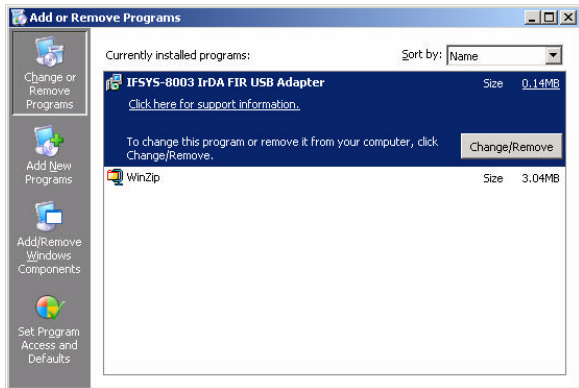 Add or Remove Programs
Change or
Remove
Programs
Add New
Programs
Add/Remove
Windows
Components
Set Program
Access and
Defaults
Currently installed programs:
Sort by: Name
IFSYS-8003 IrDA FIR USB Adapter Size 0.14MB
Click here for support information.
To change this program or remove it from your computer, click
Change/Remove.
Change/Remove
WinZip Size 3.04MB